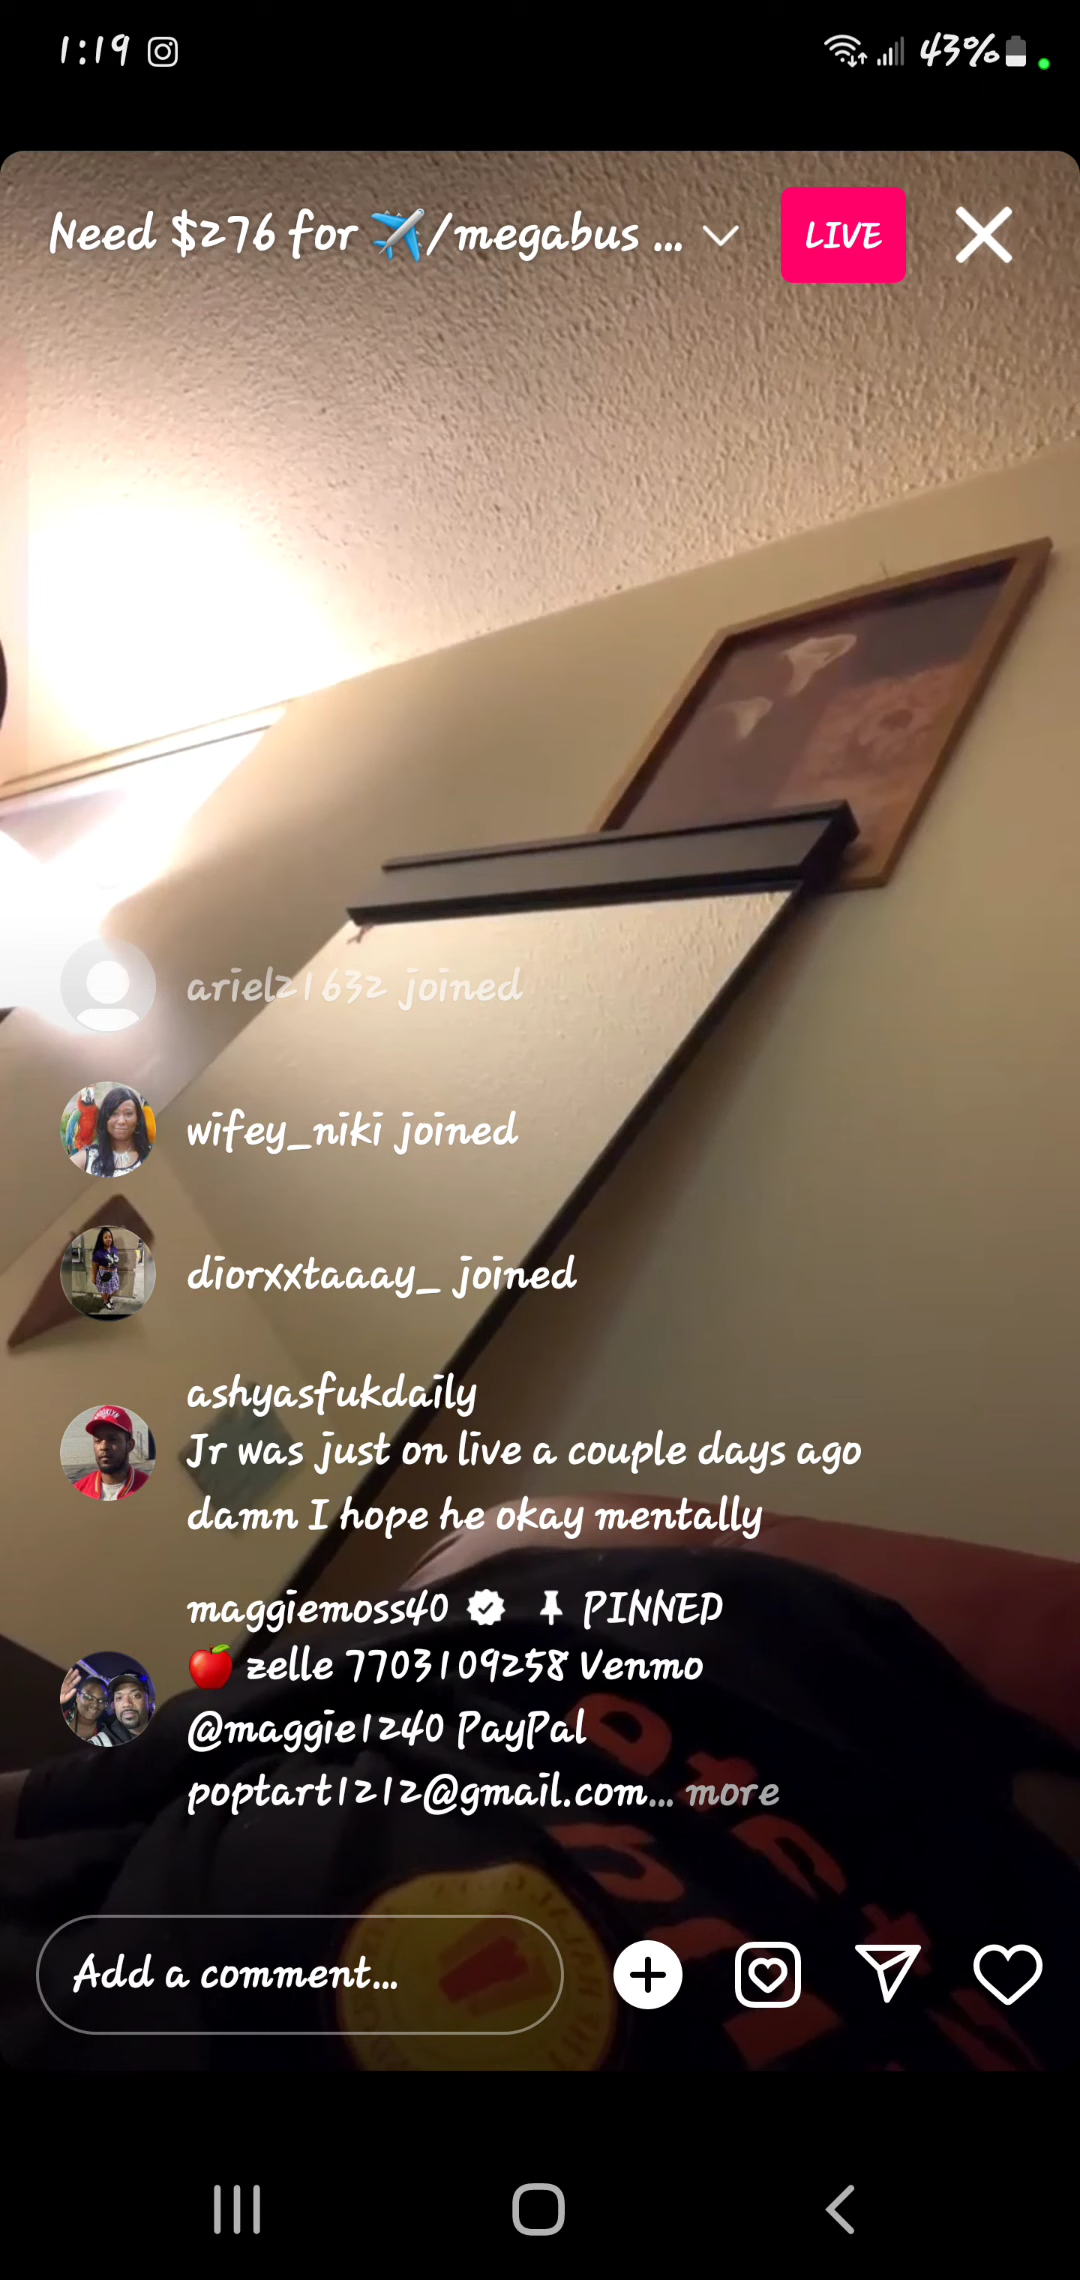 1:19
43%
Need $276 for ✈️/megabus ...
LIVE
ariel21632 joined
wifey_niki joined
diorxxtaaay_ joined
ashyasfukdaily
Jr was just on live a couple days ago
damn I hope he okay mentally
maggiemoss40 PINNED
🍎 zelle 7703109258 Venmo
@maggie1240 PayPal
poptart1212@gmail.com... more
Add a comment...